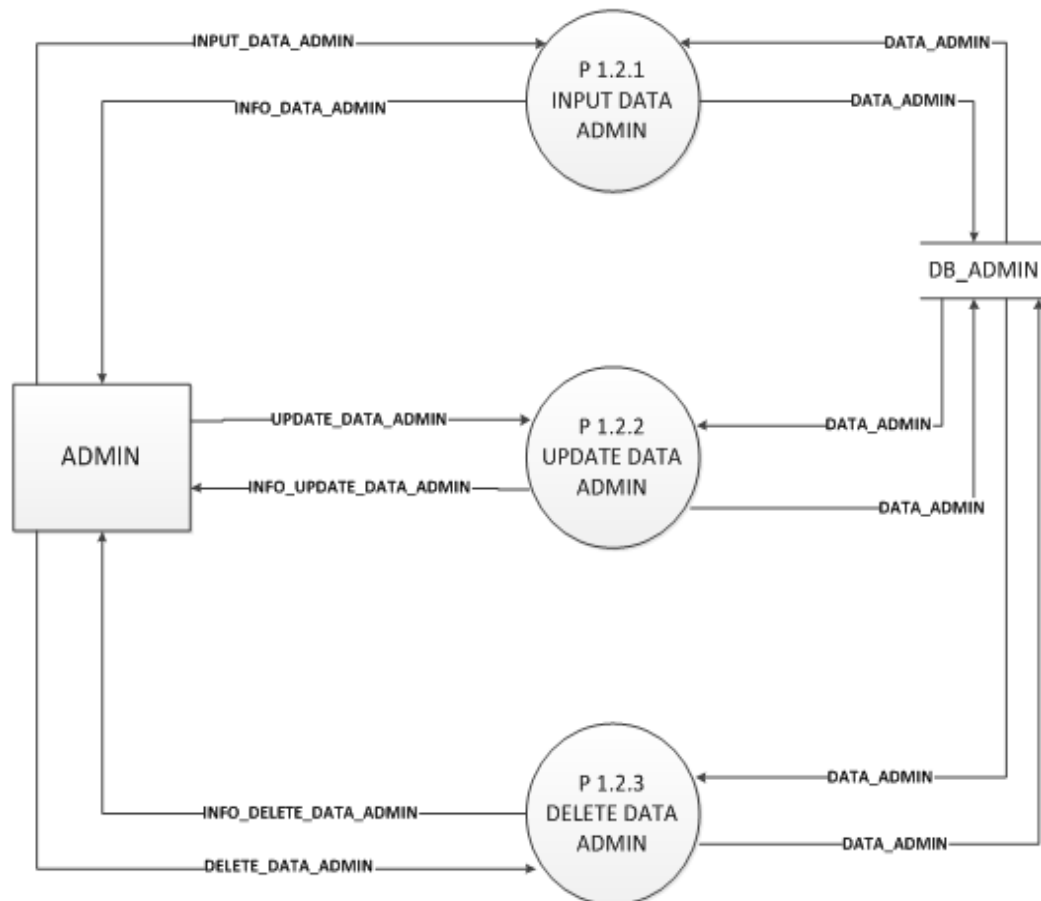 INPUT_DATA_ADMIN
DATA_ADMIN
P 1.2.1
INPUT DATA
ADMIN
INFO_DATA_ADMIN
DATA_ADMIN
DB_ADMIN
ADMIN
UPDATE_DATA_ADMIN
INFO_UPDATE_DATA_ADMIN
P 1.2.2
UPDATE DATA
ADMIN
DATA_ADMIN
DATA_ADMIN
P 1.2.3
DELETE DATA
ADMIN
DATA_ADMIN
INFO_DELETE_DATA_ADMIN
DATA_ADMIN
DELETE_DATA_ADMIN